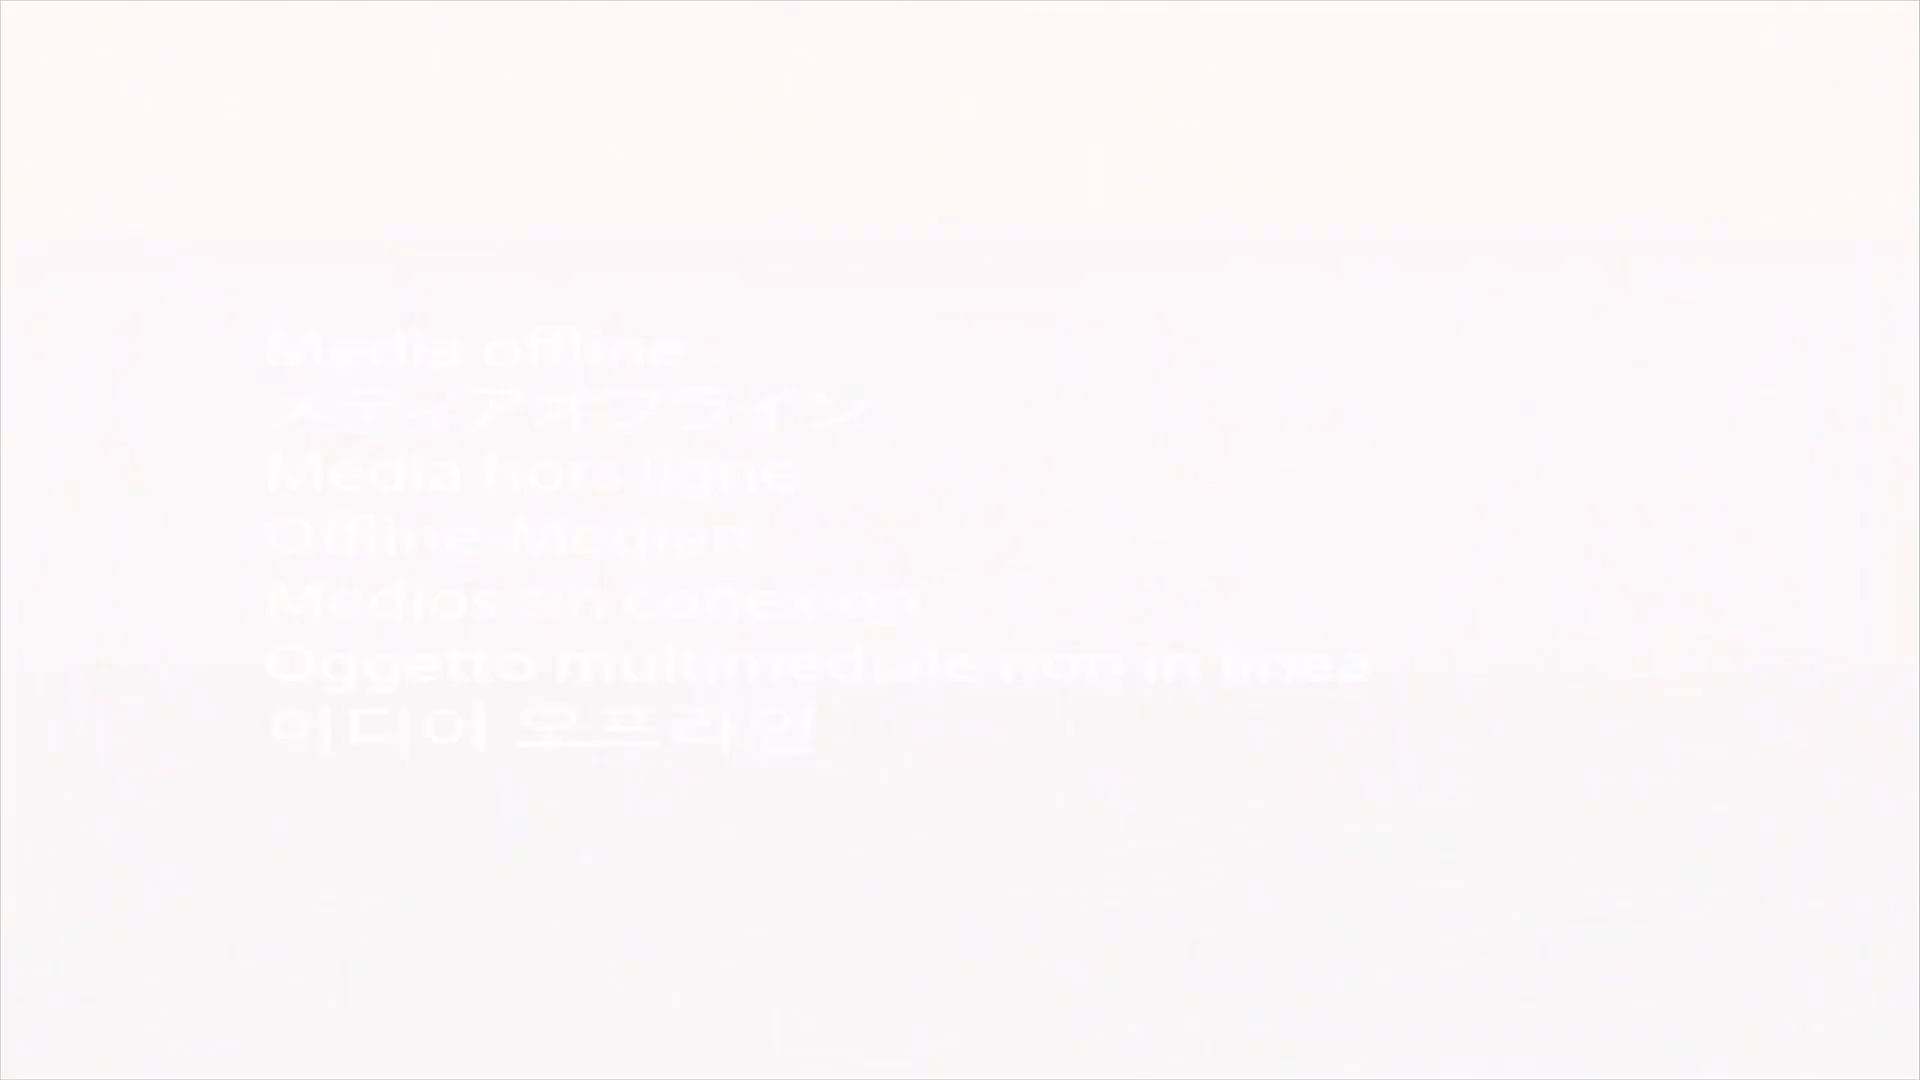 Media offline
メディアオフライン
Média hors ligne
Offline-Medien
Medios sin conexión
Oggetto multimediale non in linea
미디어 오프라인